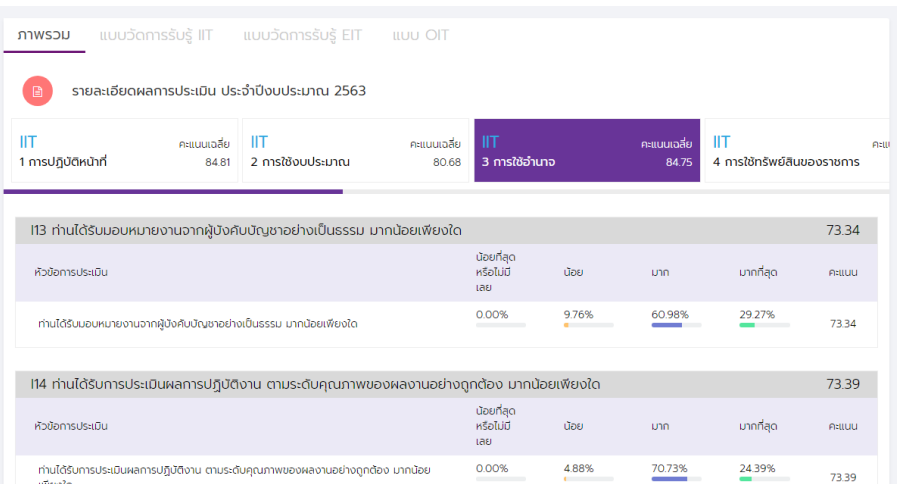 ภาพรวม แบบวัดการรับรู้ IIT แบบวัดการรับรู้ EIT แบบ OIT
รายละเอียดผลการประเมิน ประจำปีงบประมาณ 2563
IIT
1 การปฏิบัติหน้าที่
คะแนนเฉลี่ย
84.81
IIT
2 การใช้งบประมาณ
คะแนนเฉลี่ย
80.68
IIT
3 การใช้อำนาจ
คะแนนเฉลี่ย
84.75
IIT
4 การใช้ทรัพย์สินของราชการ
I13 ท่านได้รับมอบหมายงานจากผู้บังคับบัญชาอย่างเป็นธรรม มากน้อยเพียงใด 73.34
หัวข้อการประเมิน
น้อยที่สุด
หรือไม่มี
เลย
น้อย มาก มากที่สุด คะแนน
ท่านได้รับมอบหมายงานจากผู้บังคับบัญชาอย่างเป็นธรรม มากน้อยเพียงใด
0.00% 9.76% 60.98% 29.27% 73.34
I14 ท่านได้รับการประเมินผลการปฏิบัติงาน ตามระดับคุณภาพของผลงานอย่างถูกต้อง มากน้อยเพียงใด 73.39
หัวข้อการประเมิน
น้อยที่สุด
หรือไม่มี
เลย
น้อย มาก มากที่สุด คะแนน
ท่านได้รับการประเมินผลการปฏิบัติงาน ตามระดับคุณภาพของผลงานอย่างถูกต้อง มากน้อย
0.00% 4.88% 70.73% 24.39% 73.39